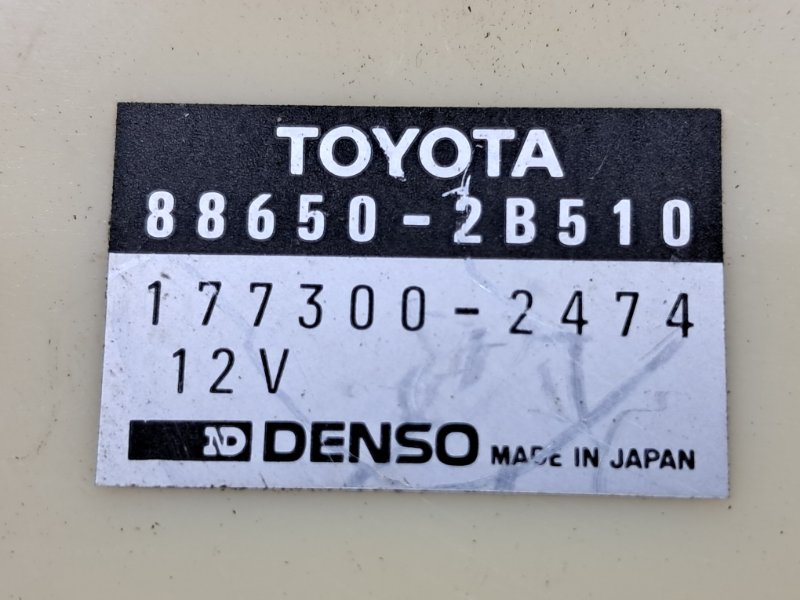 TOYOTA
88650-2B510
177300-2474
12V
ND DENSO MADE IN JAPAN